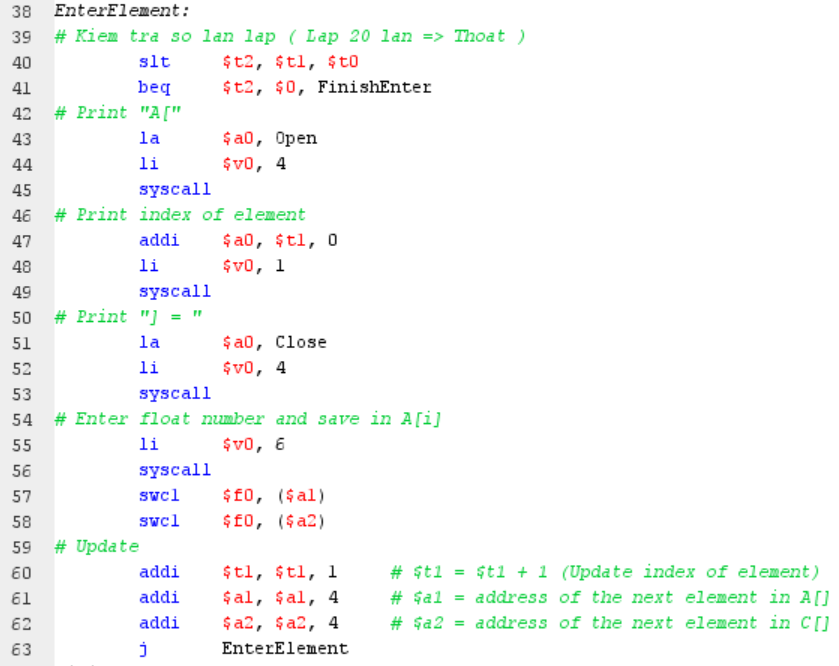 38 EnterElement:
39 # Kiem tra so lan lap ( Lap 20 lan => Thoat )
40 slt $t2, $t1, $t0
41 beq $t2, $0, FinishEnter
42 # Print "A["
43 la $a0, Open
44 li $v0, 4
45 syscall
46 # Print index of element
47 addi $a0, $t1, 0
48 li $v0, 1
49 syscall
50 # Print "] = "
51 la $a0, Close
52 li $v0, 4
53 syscall
54 # Enter float number and save in A[i]
55 li $v0, 6
56 syscall
57 swc1 $f0, ($a1)
58 swc1 $f0, ($a2)
59 # Update
60 addi $t1, $t1, 1 # $t1 = $t1 + 1 (Update index of element)
61 addi $a1, $a1, 4 # $a1 = address of the next element in A[]
62 addi $a2, $a2, 4 # $a2 = address of the next element in C[]
63 j EnterElement